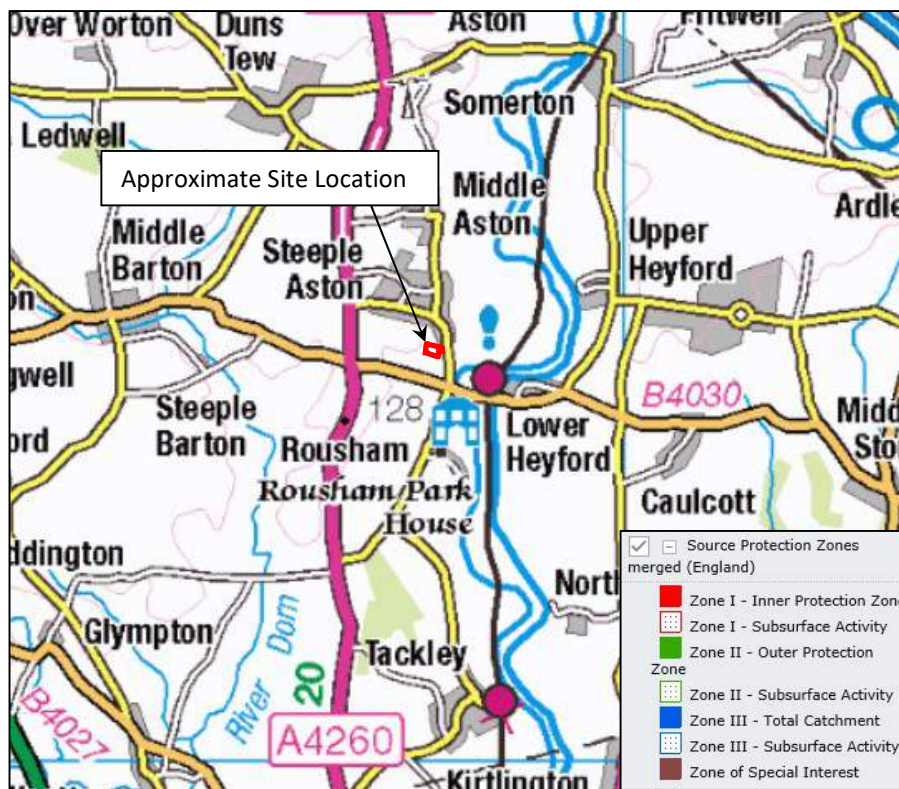 Over Worton
Duns
Tew
Aston
Fritwell
Ledwell
Somerton
Approximate Site Location
Middle
Aston
Ardle
Middle
Barton
Steeple
Aston
Upper
Heyford
on
gwell
Steeple
Barton
128
B4030
Midd
Sto
ord
Rousham
Lower
Heyford
Rousham Park
House
Caulcott
ddington
North
Glympton
River Dorn
Tackley
20
B4027
A4260
Kirtlington
Source Protection Zones
merged (England)
Zone I - Inner Protection Zone
Zone I - Subsurface Activity
Zone II - Outer Protection
Zone
Zone II - Subsurface Activity
Zone III - Total Catchment
Zone III - Subsurface Activity
Zone of Special Interest